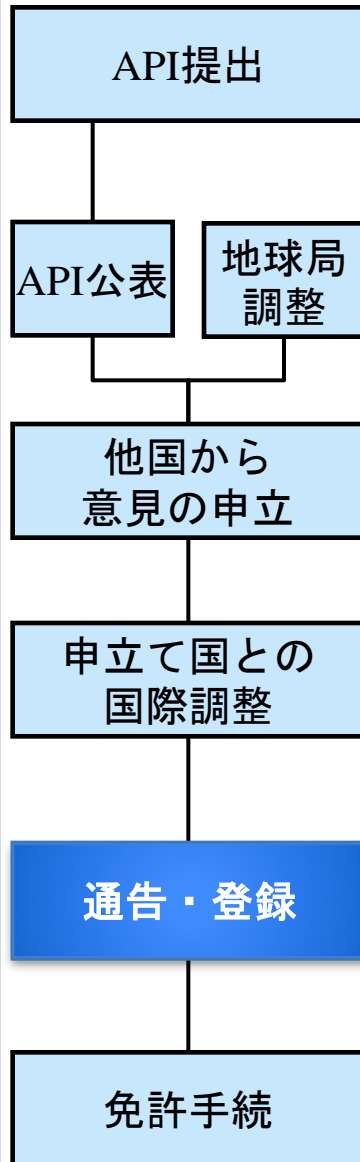 API提出
API公表
地球局
調整
他国から
意見の申立
申立て国との
国際調整
通告・登録
免許手続